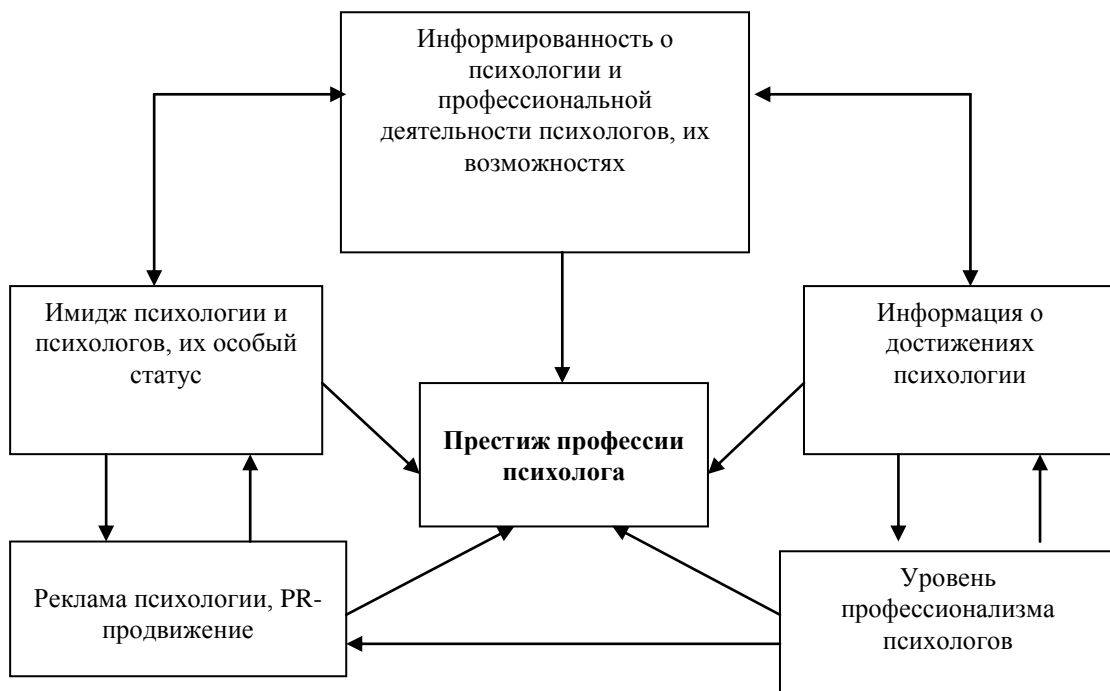 Информированность о
психологии и
профессиональной
деятельности психологов, их
возможностях
Имидж психологии и
психологов, их особый
статус
Информация о
достижениях
психологии
Престиж профессии
психолога
Реклама психологии, PR-
продвижение
Уровень
профессионализма
психологов